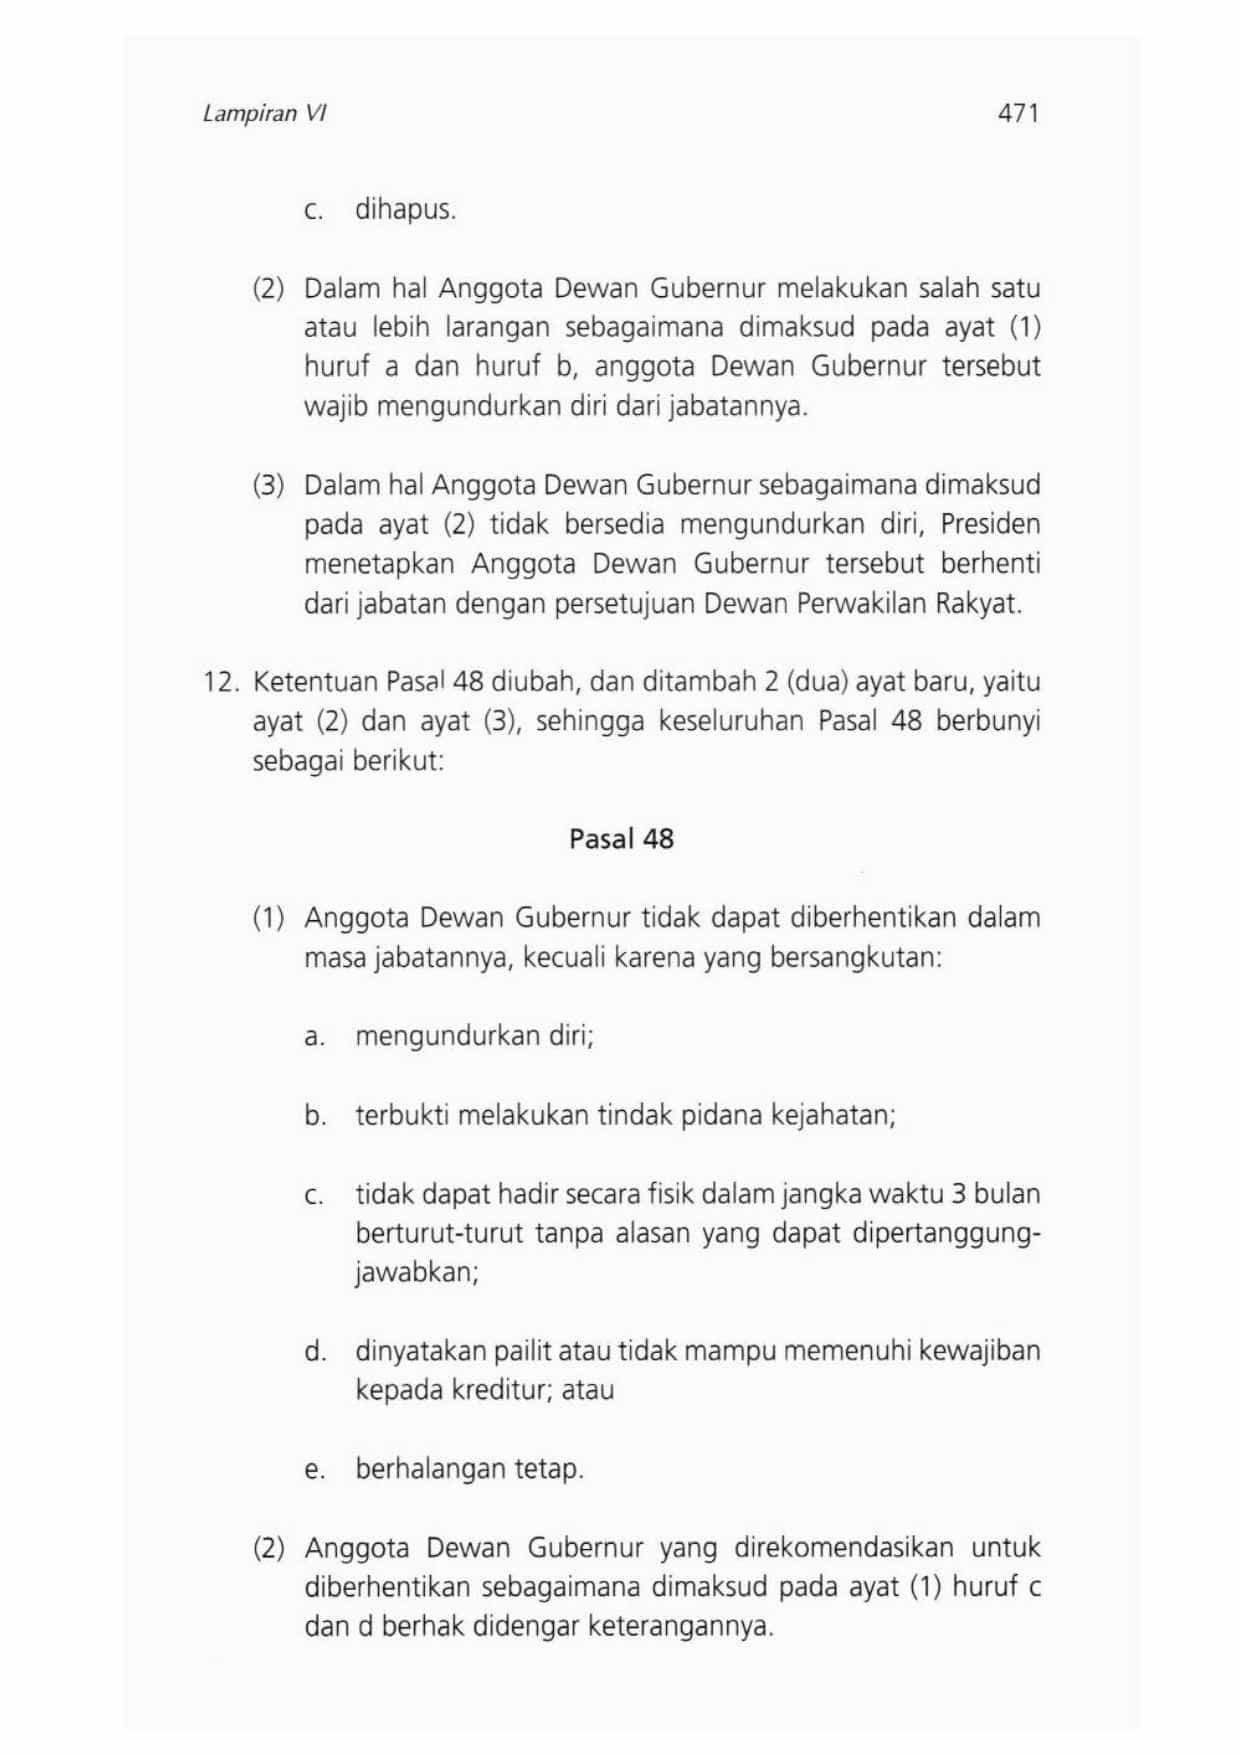 Lampiran VI 471
c. dihapus.
(2) Dalam hal Anggota Dewan Gubernur melakukan salah satu
atau lebih larangan sebagaimana dimaksud pada ayat (1)
huruf a dan huruf b, anggota Dewan Gubernur tersebut
wajib mengundurkan diri dari jabatannya.
(3) Dalam hal Anggota Dewan Gubernur sebagaimana dimaksud
pada ayat (2) tidak bersedia mengundurkan diri, Presiden
menetapkan Anggota Dewan Gubernur tersebut berhenti
dari jabatan dengan persetujuan Dewan Perwakilan Rakyat.
12. Ketentuan Pasal 48 diubah, dan ditambah 2 (dua) ayat baru, yaitu
ayat (2) dan ayat (3), sehingga keseluruhan Pasal 48 berbunyi
sebagai berikut:
Pasal 48
(1) Anggota Dewan Gubernur tidak dapat diberhentikan dalam
masa jabatannya, kecuali karena yang bersangkutan:
a. mengundurkan diri;
b. terbukti melakukan tindak pidana kejahatan;
c. tidak dapat hadir secara fisik dalam jangka waktu 3 bulan
berturut-turut tanpa alasan yang dapat dipertanggung-
jawabkan;
d. dinyatakan pailit atau tidak mampu memenuhi kewajiban
kepada kreditur; atau
e. berhalangan tetap.
(2) Anggota Dewan Gubernur yang direkomendasikan untuk
diberhentikan sebagaimana dimaksud pada ayat (1) huruf c
dan d berhak didengar keterangannya.